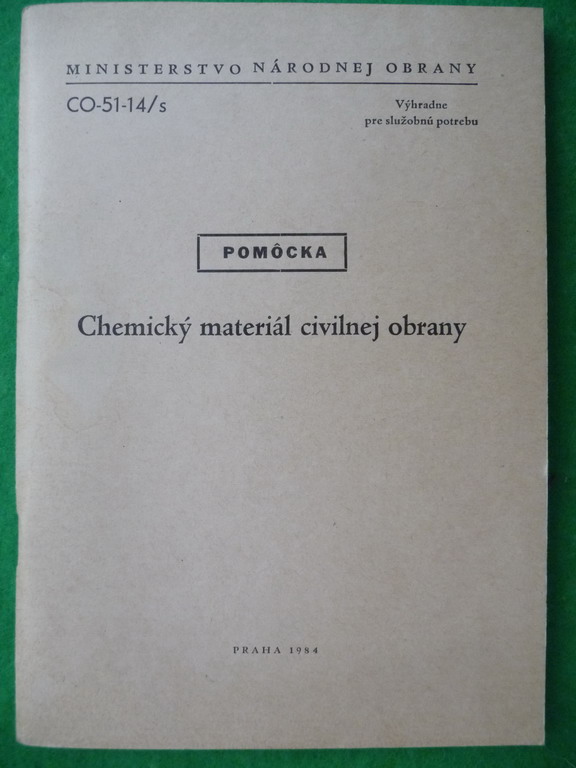 MINISTERSTVO NÁRODNEJ OBRANY
CO-51-14/s
Výhradne
pre služobnú potrebu
POMÔCKA
Chemický materiál civilnej obrany
PRAHA 1984